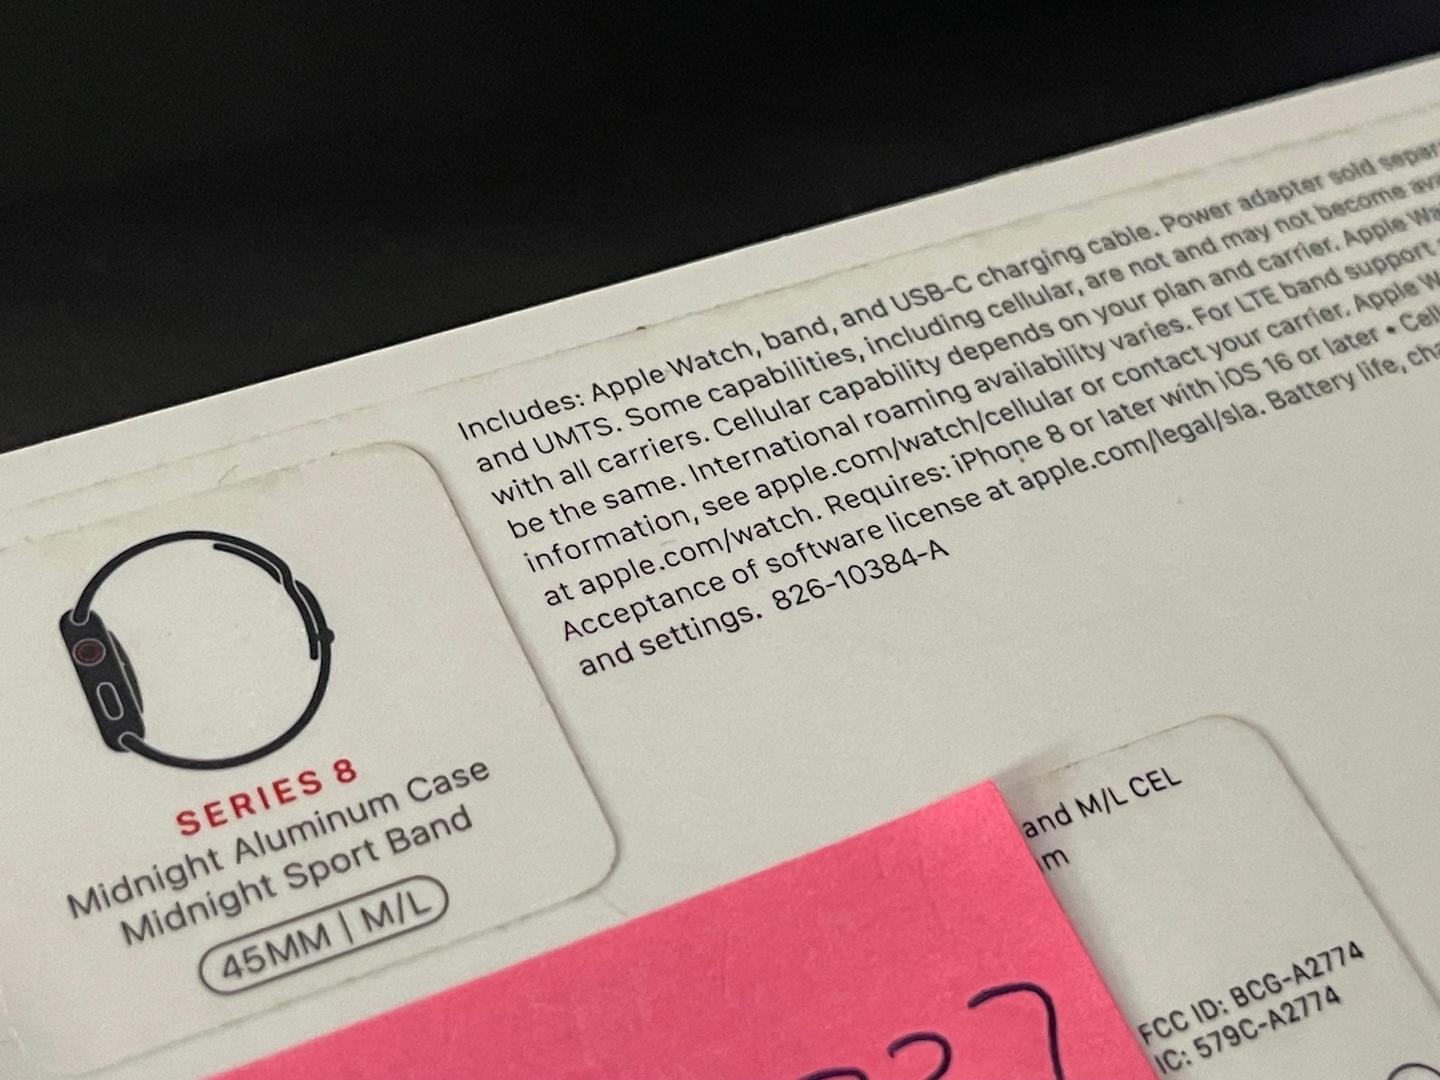 Includes: Apple Watch, band, and USB-C charging cable. Power adapter sold
and UMTS. Some capabilities, including cellular, are not and may not become
with all carriers. Cellular capability depends on your plan and carrier. Apple
be the same. International roaming availability varies. For LTE band support
information, see apple.com/watch/cellular or contact your carrier. Apple
at apple.com/watch. Requires: iPhone 8 or later with iOS 16 or later •
Acceptance of software license at apple.com/legal/sla. Battery life,
and settings. 826-10384-A
SERIES 8
Midnight Aluminum Case
Midnight Sport Band
45MM | M/L
and M/L CEL
FCC ID: BCG-A2774
IC: 579C-A2774